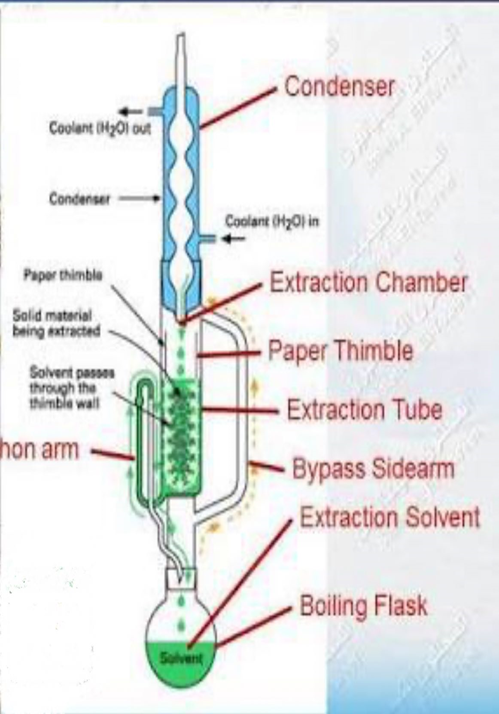 Condenser
Coolant (H₂O) out
Condenser
Coolant (H₂O) in
Paper thimble
Extraction Chamber
Solid material
being extracted
Paper Thimble
Solvent passes
through the
thimble wall
Extraction Tube
hon arm
Bypass Sidearm
Extraction Solvent
Boiling Flask
Solvent